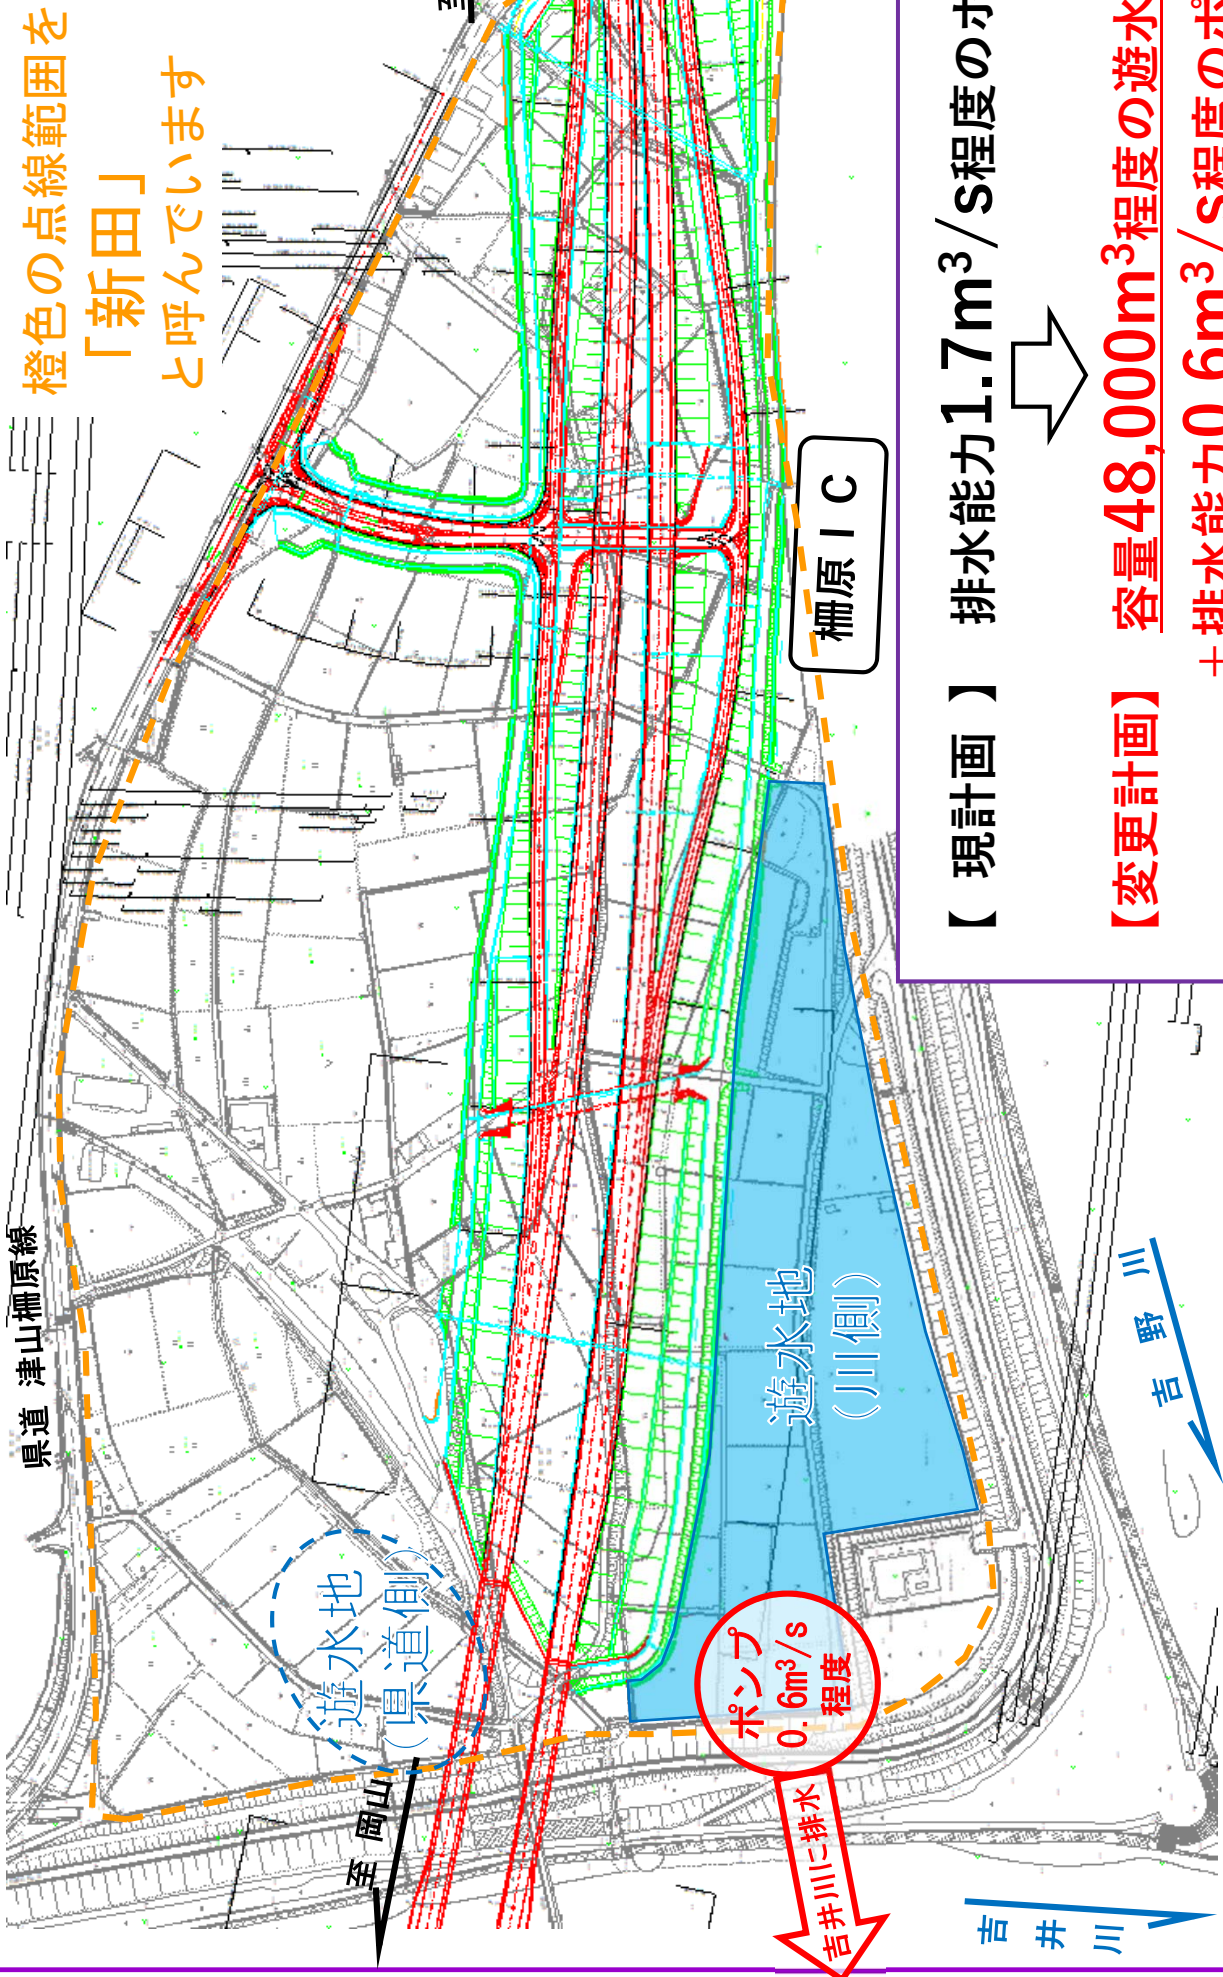 橙色の点線範囲を
「新田」
と呼んでいます
県道 津山柵原線
柵原ＩＣ
遊水地
（県道側）
遊水地
（川側）
至 岡山
ポンプ
0.6m³/s
程度
吉井川に排水
吉井川
吉野川
【 現計画 】 排水能力1.7m³/s程度のポ
【変更計画】 容量48,000m³程度の遊水
＋排水能力0.6m³/s程度のポ